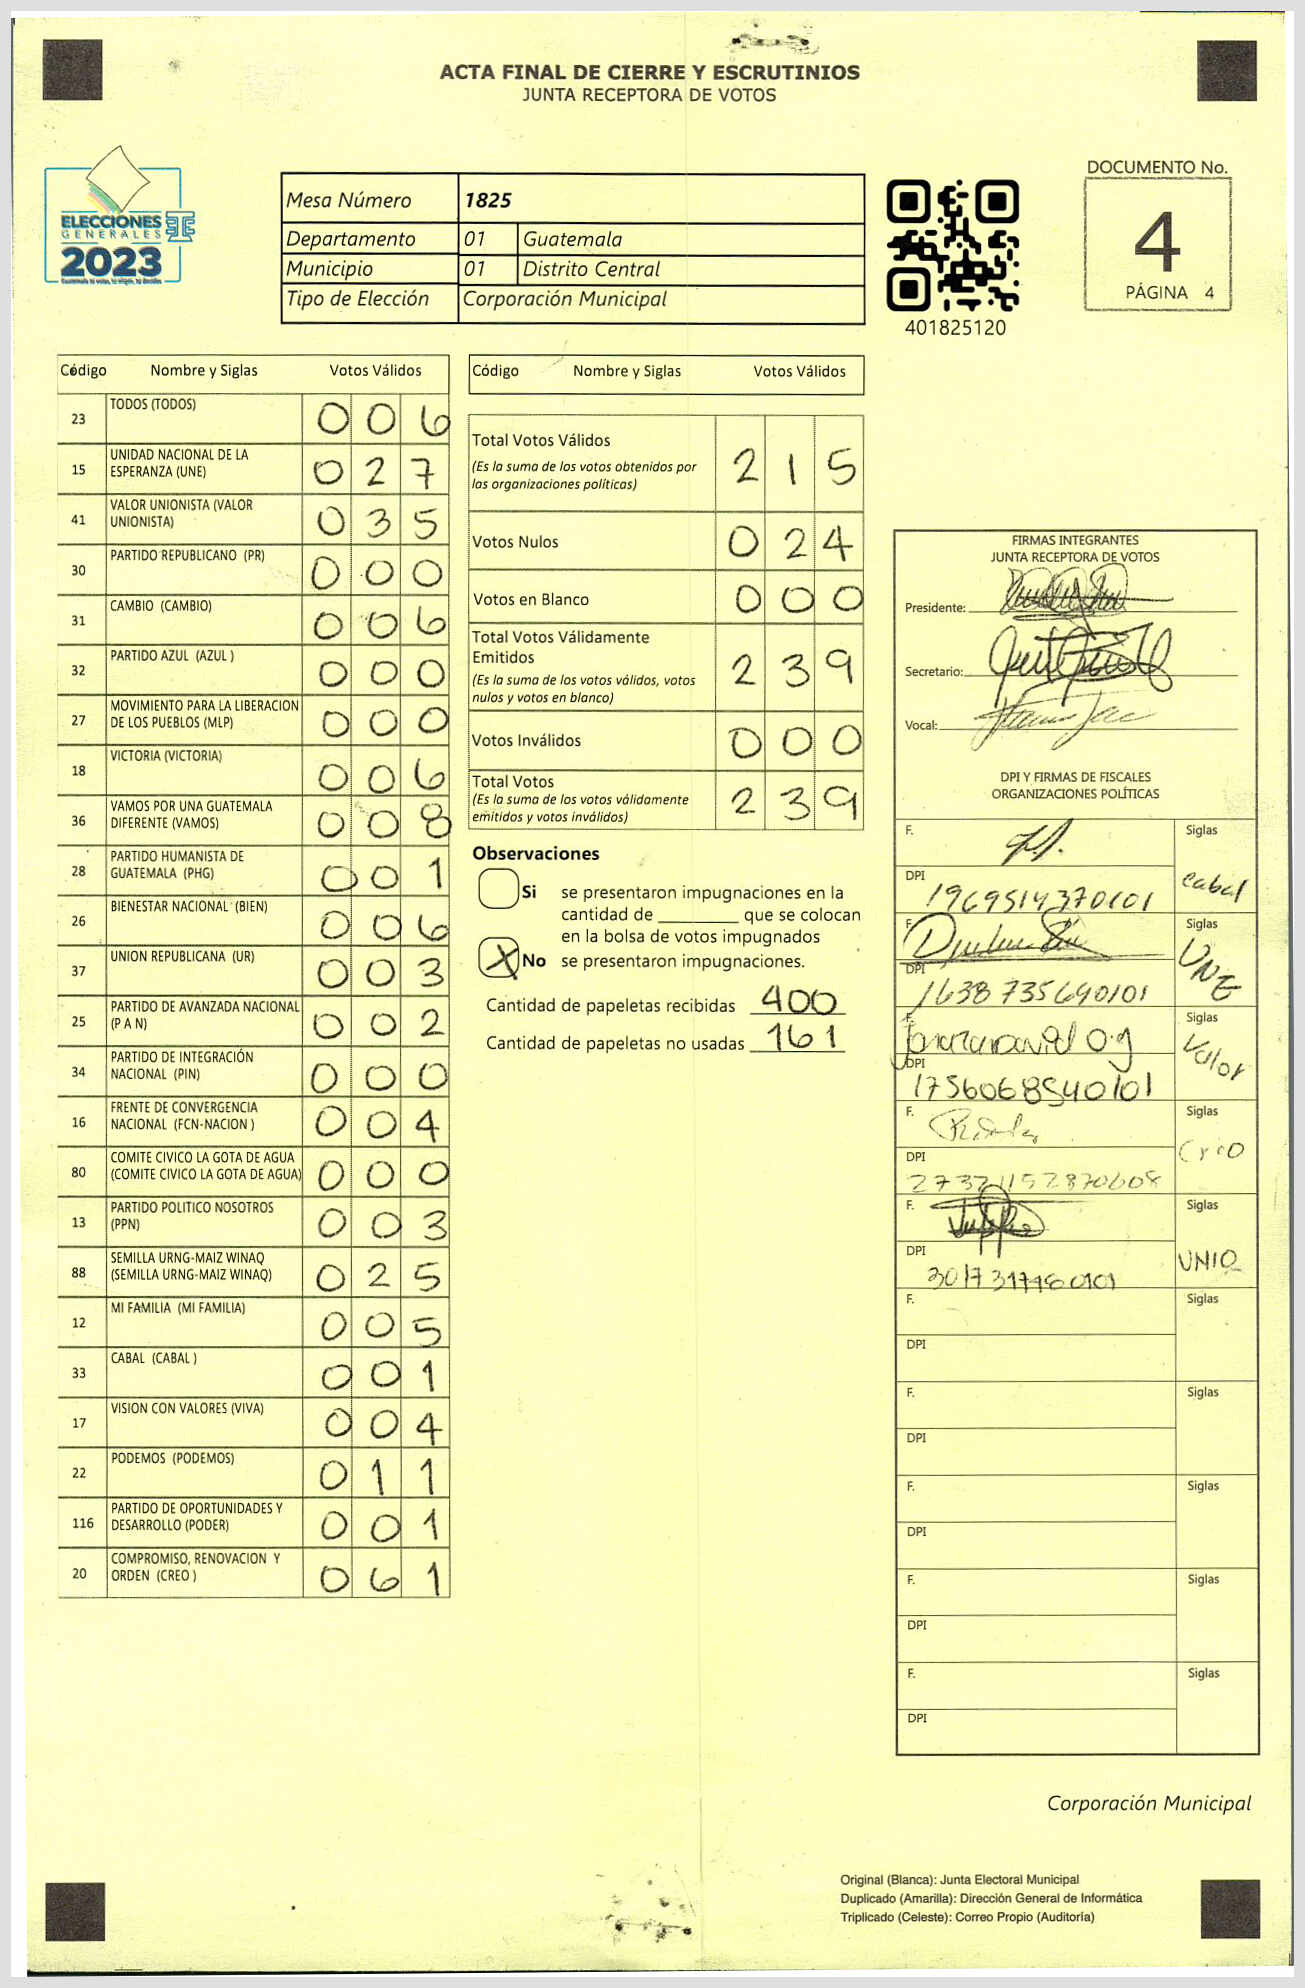 ACTA FINAL DE CIERRE Y ESCRUTINIOS
JUNTA RECEPTORA DE VOTOS
ELECCIONES
GENERALES
2023
Mesa Número 1825
Departamento 01 Guatemala
Municipio 01 Distrito Central
Tipo de Elección Corporación Municipal
401825120
DOCUMENTO No.
4
PÁGINA 4
Código Nombre y Siglas Votos Válidos
23 TODOS (TODOS) 0 0 6
15 UNIDAD NACIONAL DE LA
ESPERANZA (UNE) 0 2 7
41 VALOR UNIONISTA (VALOR
UNIONISTA) 0 3 5
30 PARTIDO REPUBLICANO (PR) 0 0 0
31 CAMBIO (CAMBIO) 0 0 6
32 PARTIDO AZUL (AZUL ) 0 0 0
27 MOVIMIENTO PARA LA LIBERACION
DE LOS PUEBLOS (MLP) 0 0 0
18 VICTORIA (VICTORIA) 0 0 6
36 VAMOS POR UNA GUATEMALA
DIFERENTE (VAMOS) 0 0 8
28 PARTIDO HUMANISTA DE
GUATEMALA (PHG) 0 0 1
26 BIENESTAR NACIONAL (BIEN) 0 0 6
37 UNION REPUBLICANA (UR) 0 0 3
25 PARTIDO DE AVANZADA NACIONAL
(P A N) 0 0 2
34 PARTIDO DE INTEGRACIÓN
NACIONAL (PIN) 0 0 0
16 FRENTE DE CONVERGENCIA
NACIONAL (FCN-NACION ) 0 0 4
80 COMITE CIVICO LA GOTA DE AGUA
(COMITE CIVICO LA GOTA DE AGUA) 0 0 0
13 PARTIDO POLITICO NOSOTROS
(PPN) 0 0 3
88 SEMILLA URNG-MAIZ WINAQ
(SEMILLA URNG-MAIZ WINAQ) 0 2 5
12 MI FAMILIA (MI FAMILIA) 0 0 5
33 CABAL (CABAL ) 0 0 1
17 VISION CON VALORES (VIVA) 0 0 4
22 PODEMOS (PODEMOS) 0 1 1
116 PARTIDO DE OPORTUNIDADES Y
DESARROLLO (PODER) 0 0 1
20 COMPROMISO, RENOVACION Y
ORDEN (CREO ) 0 6 1
Código Nombre y Siglas Votos Válidos
Total Votos Válidos 2 1 5
(Es la suma de los votos obtenidos por
las organizaciones políticas)
Votos Nulos 0 2 4
Votos en Blanco 0 0 0
Total Votos Válidamente
Emitidos 2 3 9
(Es la suma de los votos válidos, votos
nulos y votos en blanco)
Votos Inválidos 0 0 0
Total Votos 2 3 9
(Es la suma de los votos válidamente
emitidos y votos inválidos)
Observaciones
Si se presentaron impugnaciones en la
cantidad de ________ que se colocan
en la bolsa de votos impugnados
X No se presentaron impugnaciones.
Cantidad de papeletas recibidas 400
Cantidad de papeletas no usadas 161
FIRMAS INTEGRANTES
JUNTA RECEPTORA DE VOTOS
Presidente:
Secretario:
Vocal:
DPI Y FIRMAS DE FISCALES
ORGANIZACIONES POLÍTICAS
F. Siglas
DPI Cabal
1969514370101
F. Siglas
DPI UNE
1638 735640101
F. Siglas
DPI Valor
1756068540101
F. Siglas
DPI Creo
F. Siglas
DPI UNIO
F. Siglas
DPI
F. Siglas
DPI
F. Siglas
DPI
F. Siglas
DPI
F. Siglas
DPI
Corporación Municipal
Original (Blanca): Junta Electoral Municipal
Duplicado (Amarilla): Dirección General de Informática
Triplicado (Celeste): Correo Propio (Auditoría)